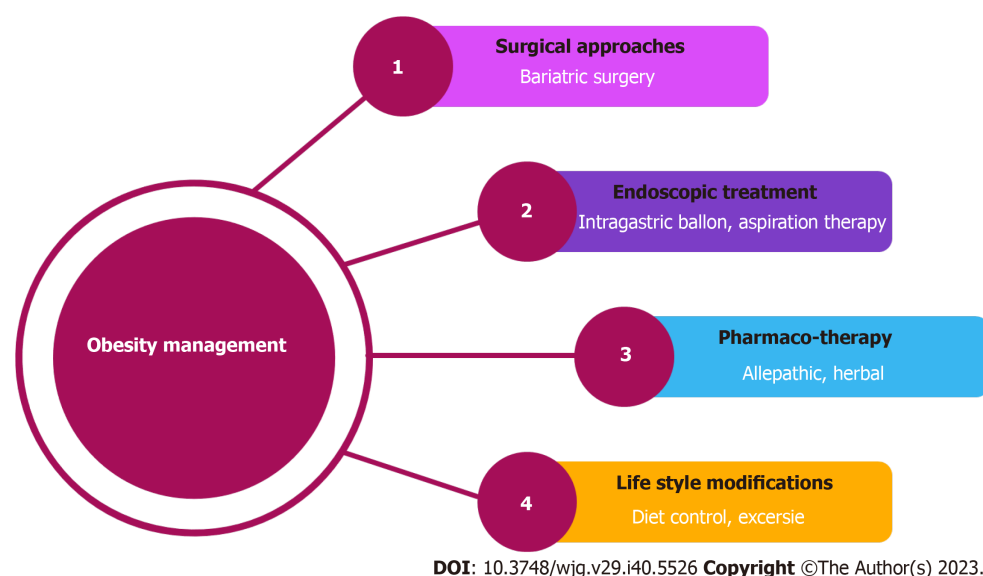 1
Surgical approaches
Bariatric surgery
2
Endoscopic treatment
Intragastric ballon, aspiration therapy
Obesity management
3
Pharmaco-therapy
Allepathic, herbal
4
Life style modifications
Diet control, excersie
DOI: 10.3748/wjg.v29.i40.5526 Copyright ©The Author(s) 2023.